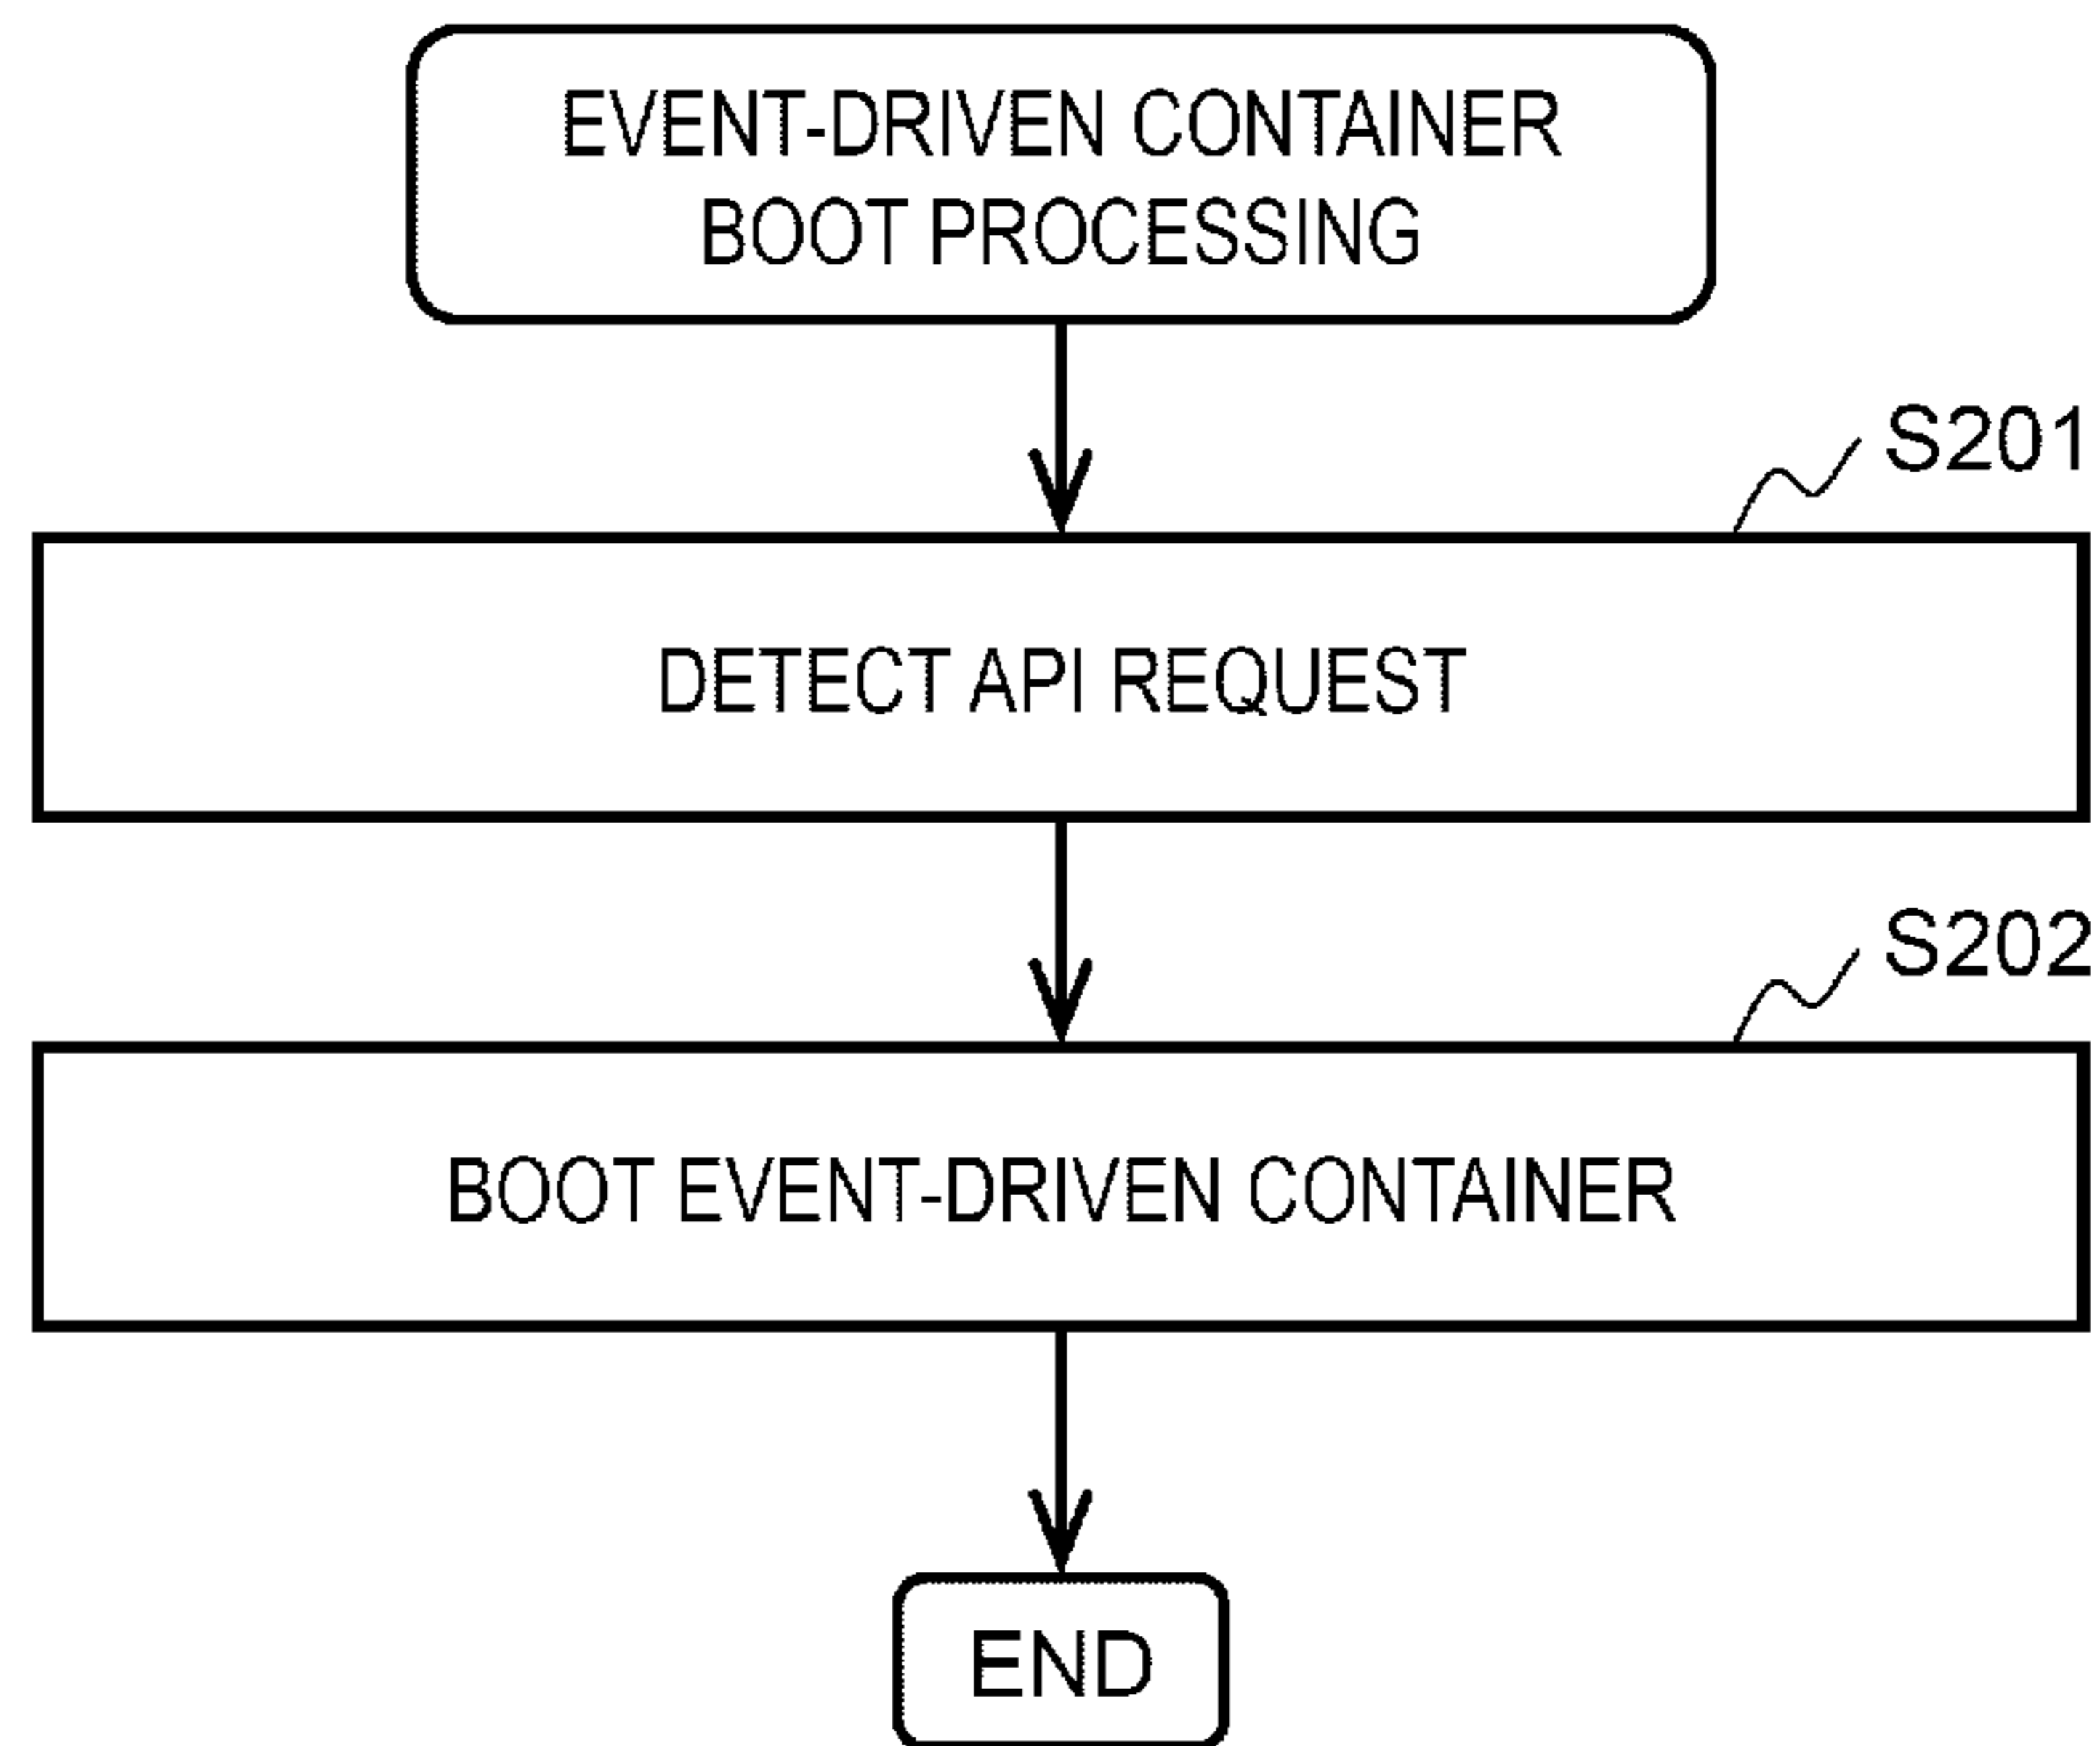 EVENT-DRIVEN CONTAINER
BOOT PROCESSING
S201
DETECT API REQUEST
S202
BOOT EVENT-DRIVEN CONTAINER
END